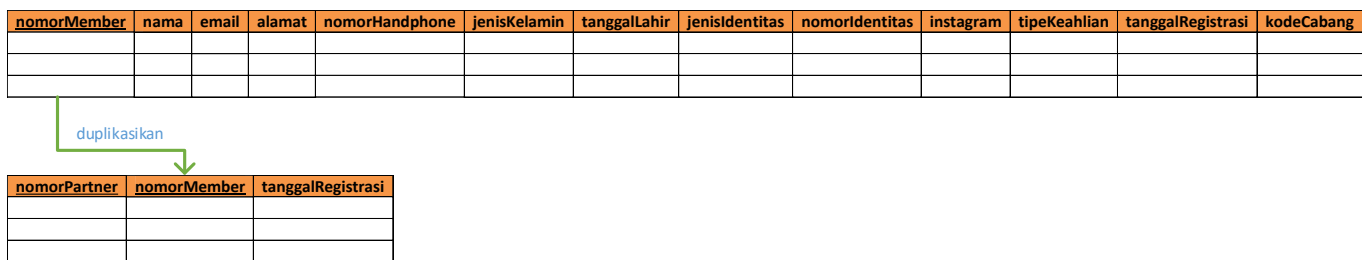 nomorMember nama email alamat nomorHandphone jenisKelamin tanggalLahir jenisIdentitas nomorIdentitas instagram tipeKeahlian tanggalRegistrasi kodeCabang
duplikasikan
nomorPartner nomorMember tanggalRegistrasi